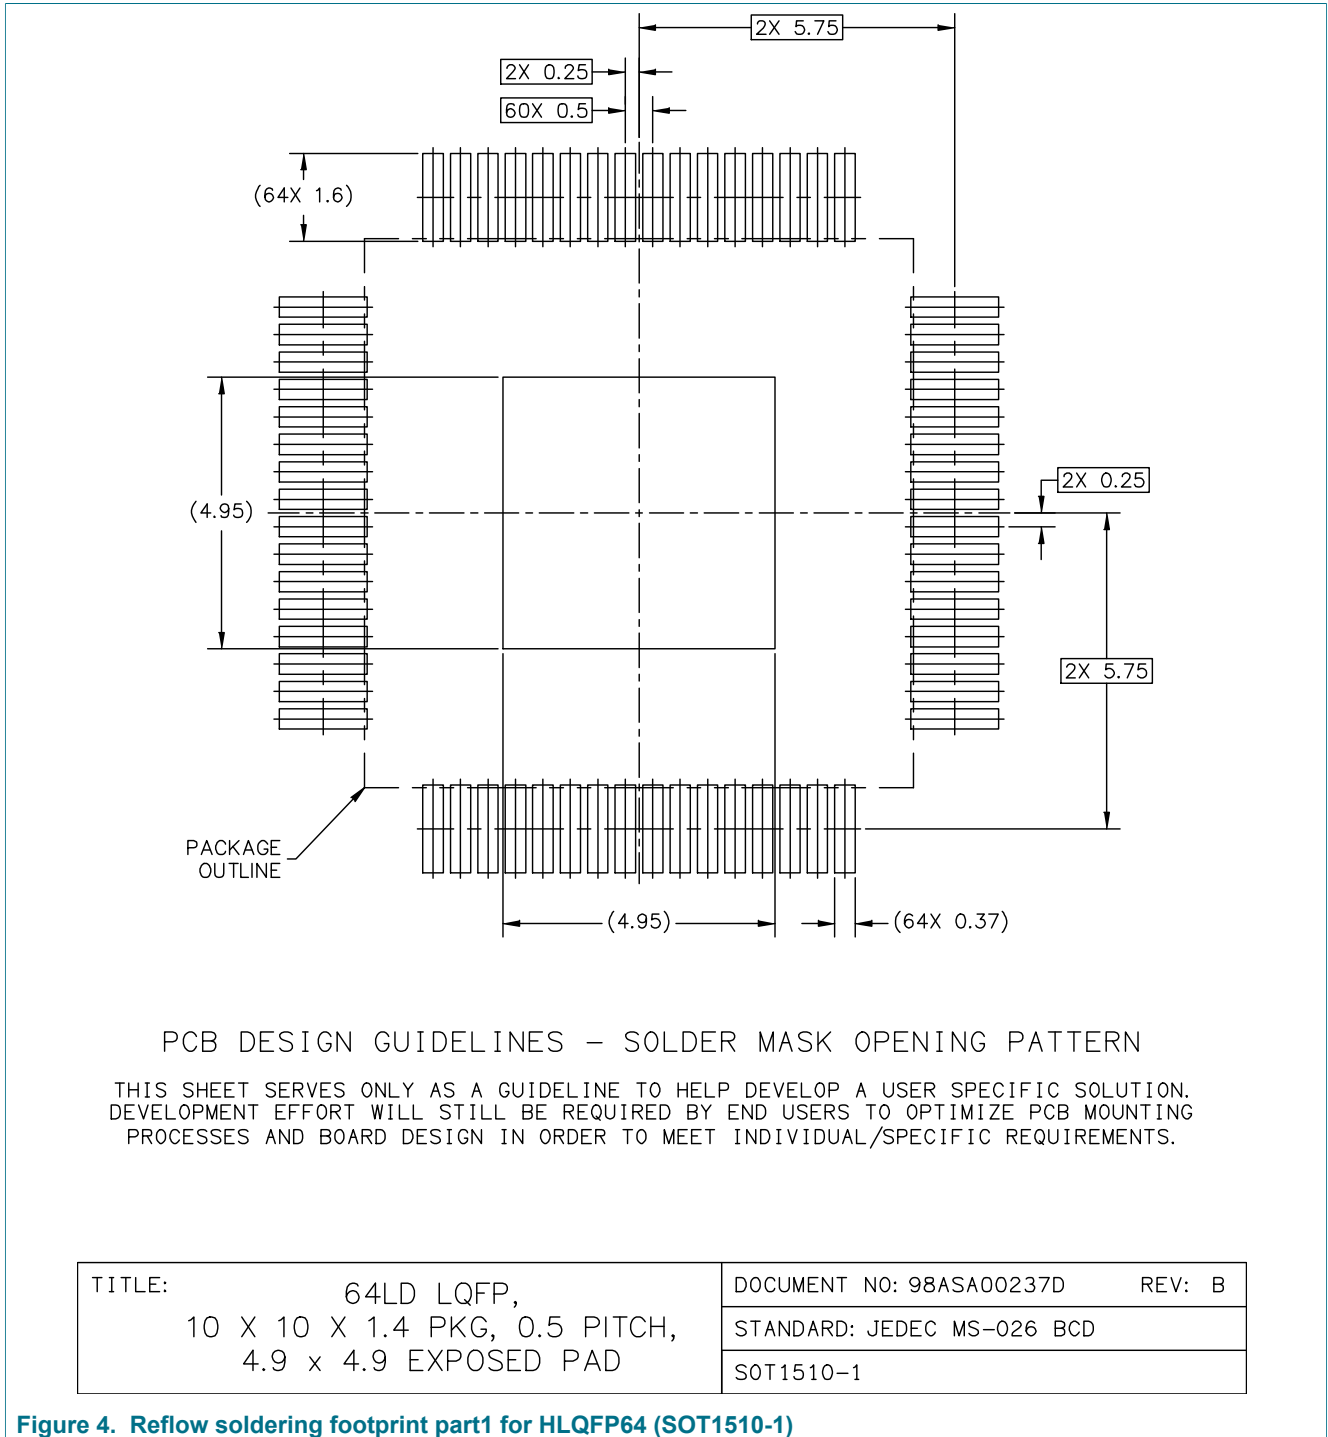 2X 5.75
2X 0.25
60X 0.5
(64X 1.6)
2X 0.25
(4.95)
2X 5.75
PACKAGE
OUTLINE
(4.95)
(64X 0.37)
PCB DESIGN GUIDELINES – SOLDER MASK OPENING PATTERN
THIS SHEET SERVES ONLY AS A GUIDELINE TO HELP DEVELOP A USER SPECIFIC SOLUTION.
DEVELOPMENT EFFORT WILL STILL BE REQUIRED BY END USERS TO OPTIMIZE PCB MOUNTING
PROCESSES AND BOARD DESIGN IN ORDER TO MEET INDIVIDUAL/SPECIFIC REQUIREMENTS.
TITLE:
64LD LQFP,
10 X 10 X 1.4 PKG, 0.5 PITCH,
4.9 x 4.9 EXPOSED PAD
DOCUMENT NO: 98ASA00237D REV: B
STANDARD: JEDEC MS-026 BCD
SOT1510-1
Figure 4. Reflow soldering footprint part1 for HLQFP64 (SOT1510-1)